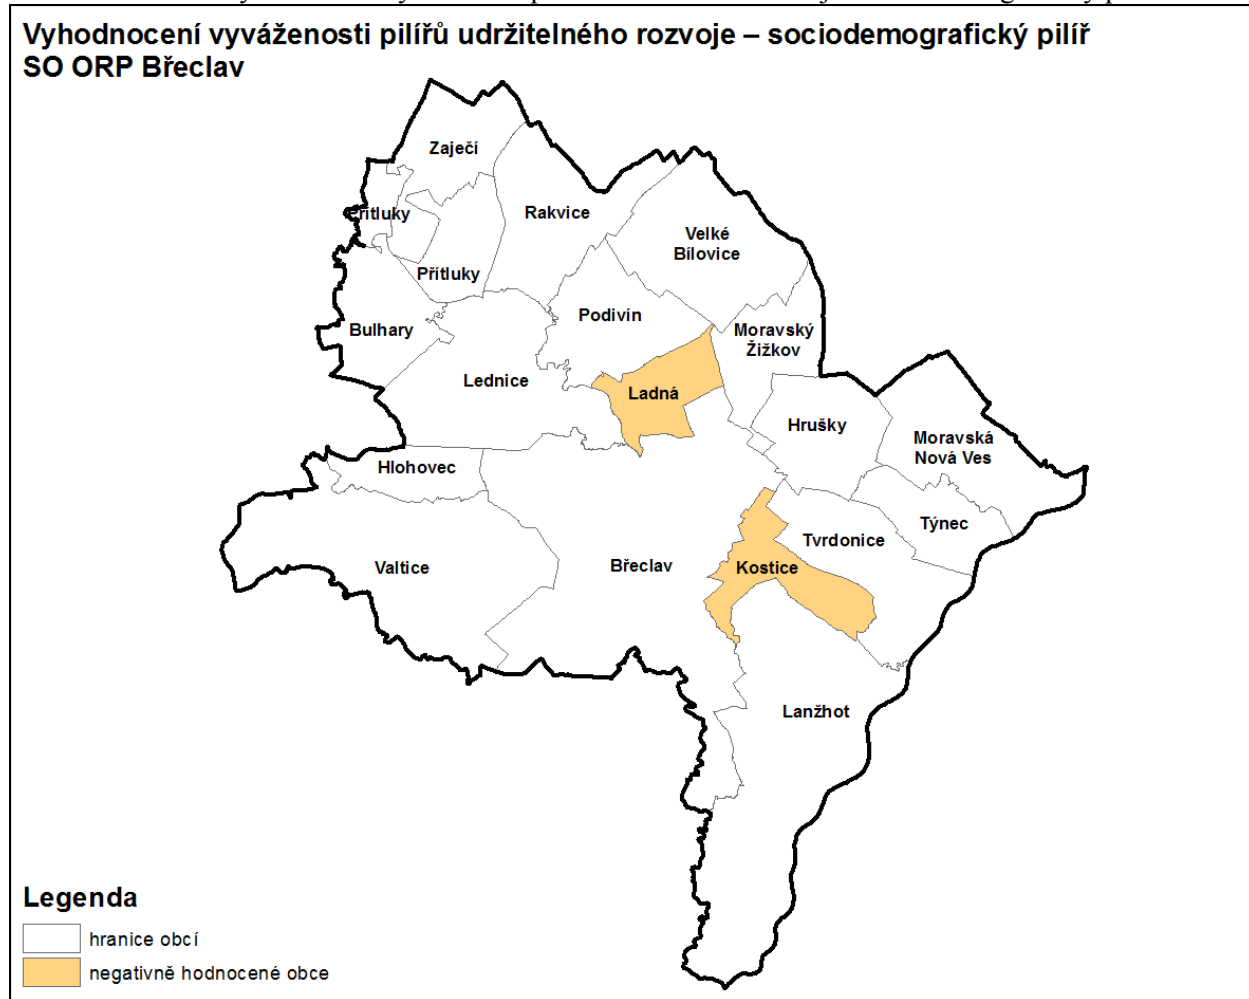 Vyhodnocení vyváženosti pilířů udržitelného rozvoje – sociodemografický pilíř
SO ORP Břeclav
Zaječí
Přítluky
Rakvice
Velké
Bílovice
Přítluky
Podivín
Bulhary
Moravský
Žižkov
Lednice
Ladná
Hrušky
Moravská
Nová Ves
Hlohovec
Týnec
Tvrdonice
Valtice
Břeclav
Kostice
Lanžhot
Legenda
hranice obcí
negativně hodnocené obce